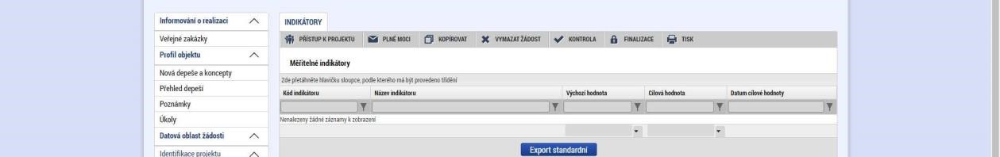 Informování o realizaci
Veřejné zakázky
Profil objektu
Nová depeše a koncepty
Přehled depeší
Poznámky
Úkoly
Datová oblast žádosti
Identifikace projektu
INDIKÁTORY
PŘÍSTUP K PROJEKTU PLNÉ MOCI KOPÍROVAT VYMAZAT ŽÁDOST KONTROLA FINALIZACE TISK
Měřitelné indikátory
Zde přetáhněte hlavičku sloupce, podle kterého má být provedeno třídění
Kód indikátoru Název indikátoru Výchozí hodnota Cílová hodnota Datum cílové hodnoty
Nenalezeny žádné záznamy k zobrazení
Export standardní